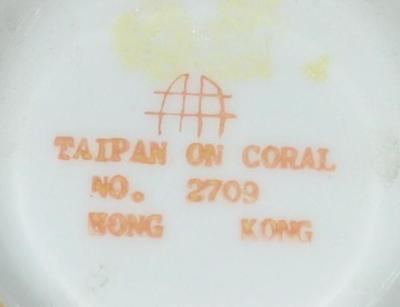 TAIPAN ON CORAL
NO. 2709
HONG KONG